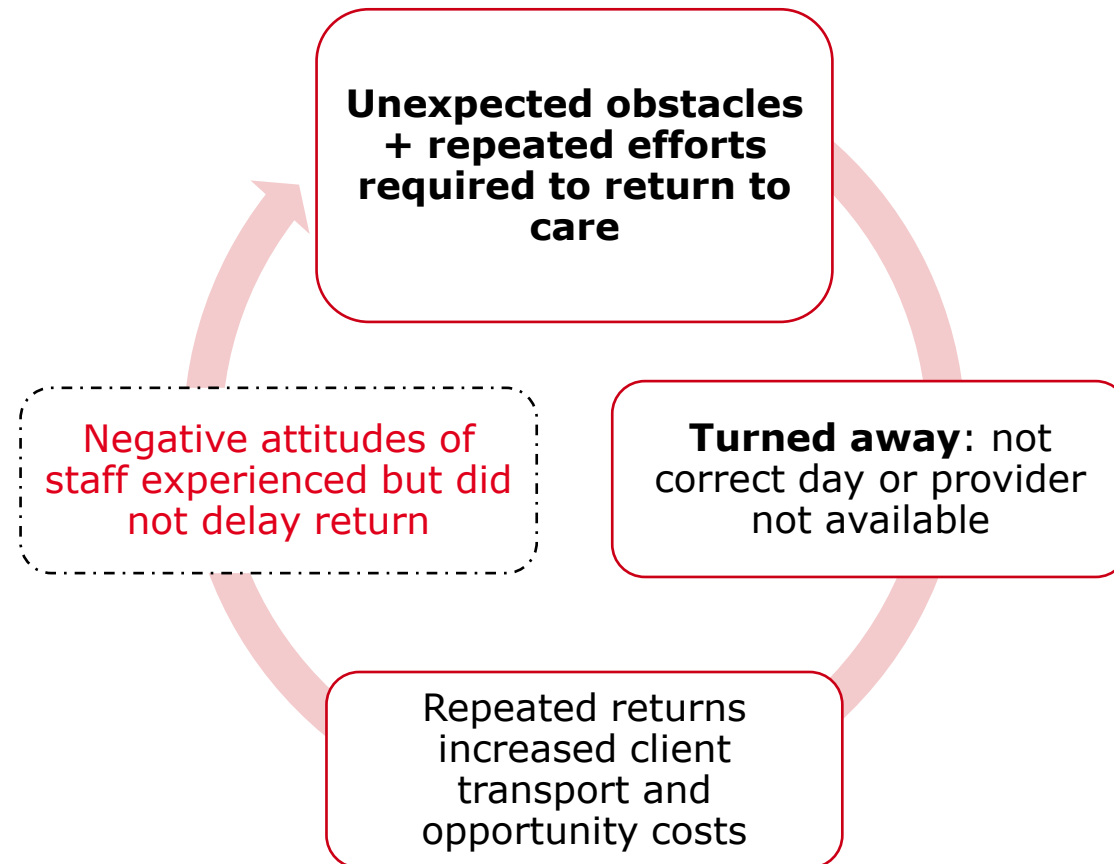 Unexpected obstacles
+ repeated efforts
required to return to
care
Negative attitudes of
staff experienced but did
not delay return
Turned away: not
correct day or provider
not available
Repeated returns
increased client
transport and
opportunity costs